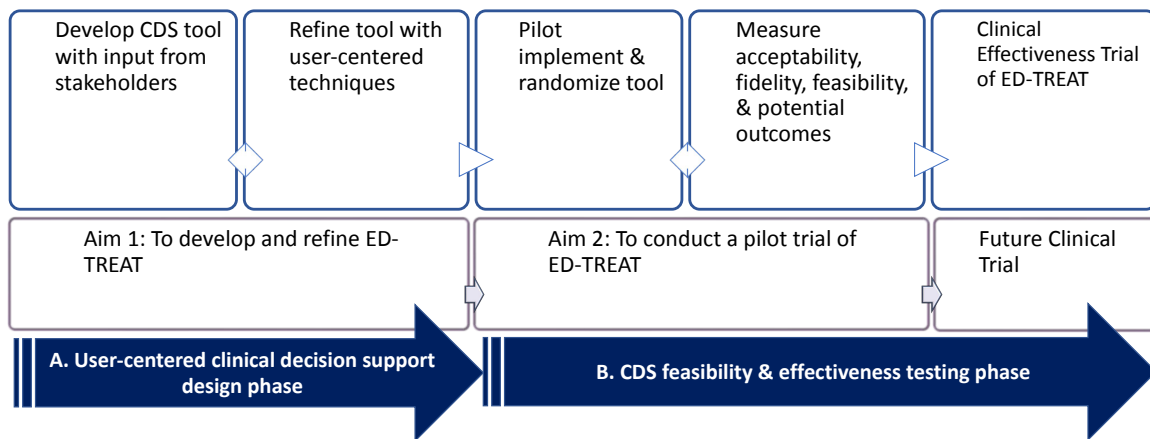 Develop CDS tool
with input from
stakeholders
Refine tool with
user-centered
techniques
Pilot
implement &
randomize tool
Measure
acceptability,
fidelity, feasibility,
& potential
outcomes
Clinical
Effectiveness Trial
of ED-TREAT
Aim 1: To develop and refine ED-
TREAT
Aim 2: To conduct a pilot trial of
ED-TREAT
Future Clinical
Trial
A. User-centered clinical decision support
design phase
B. CDS feasibility & effectiveness testing phase